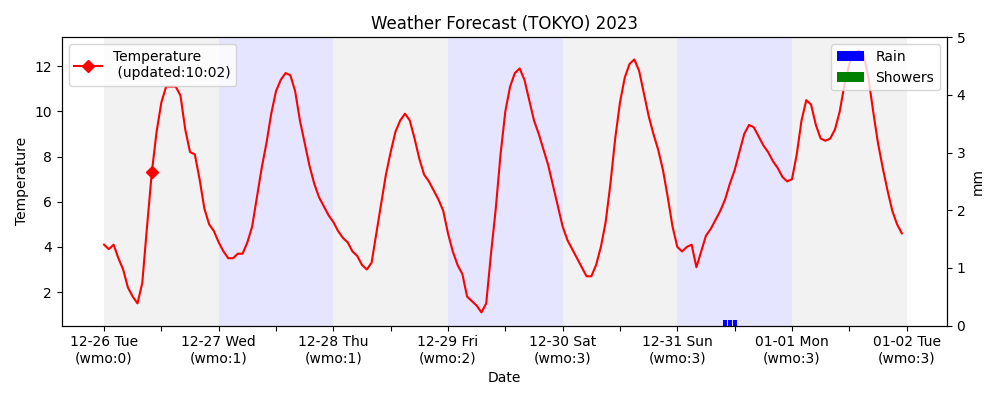 Weather Forecast (TOKYO) 2023
Temperature
(updated:10:02)
Rain
Showers
Temperature
12
10
8
6
4
2
5
4
3
2
1
0
mm
12-26 Tue
(wmo:0)
12-27 Wed
(wmo:1)
12-28 Thu
(wmo:1)
12-29 Fri
(wmo:2)
12-30 Sat
(wmo:3)
12-31 Sun
(wmo:3)
01-01 Mon
(wmo:3)
01-02 Tue
(wmo:3)
Date